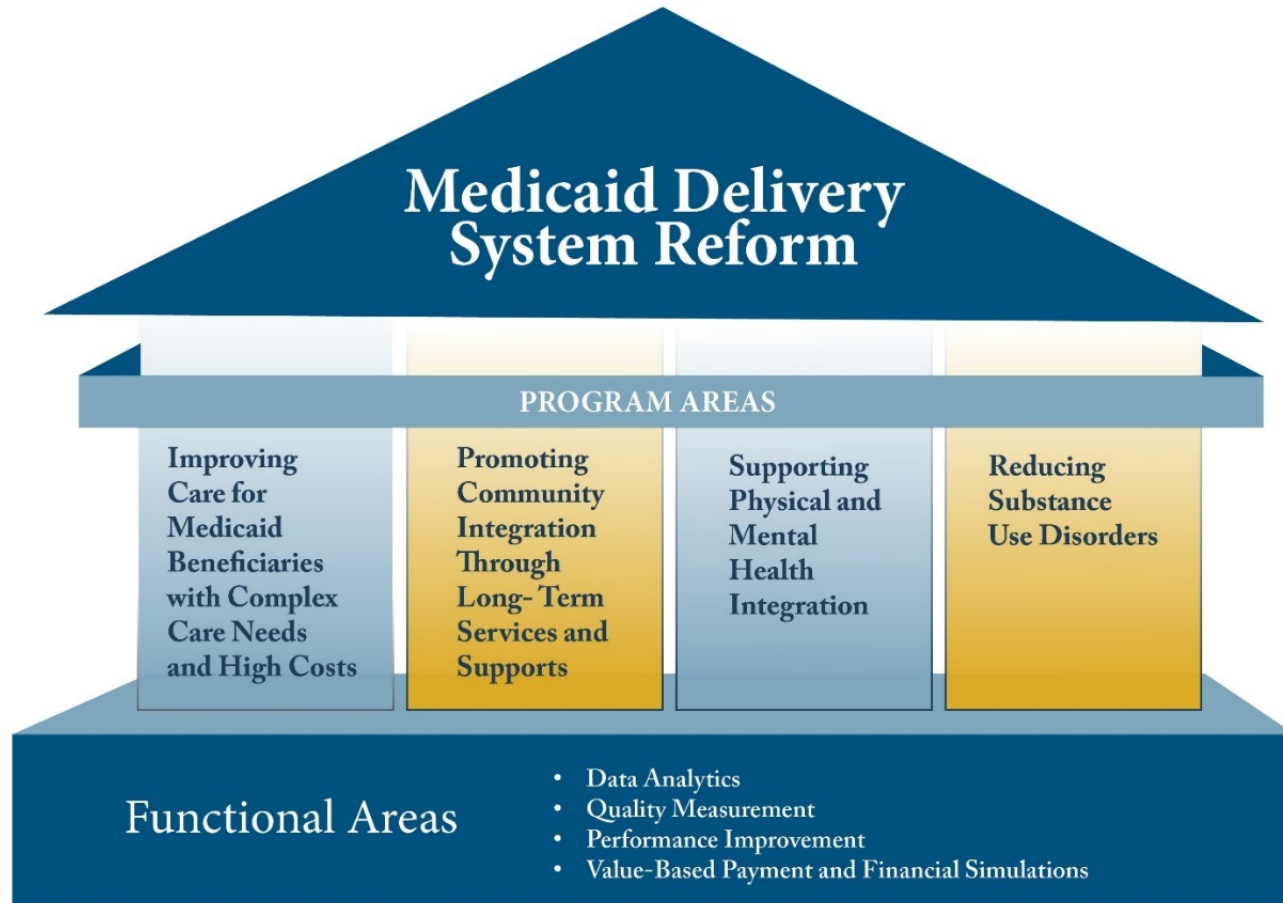 Medicaid Delivery
System Reform
PROGRAM AREAS
Improving
Care for
Medicaid
Beneficiaries
with Complex
Care Needs
and High Costs
Promoting
Community
Integration
Through
Long- Term
Services and
Supports
Supporting
Physical and
Mental
Health
Integration
Reducing
Substance
Use Disorders
Functional Areas
• Data Analytics
• Quality Measurement
• Performance Improvement
• Value-Based Payment and Financial Simulations